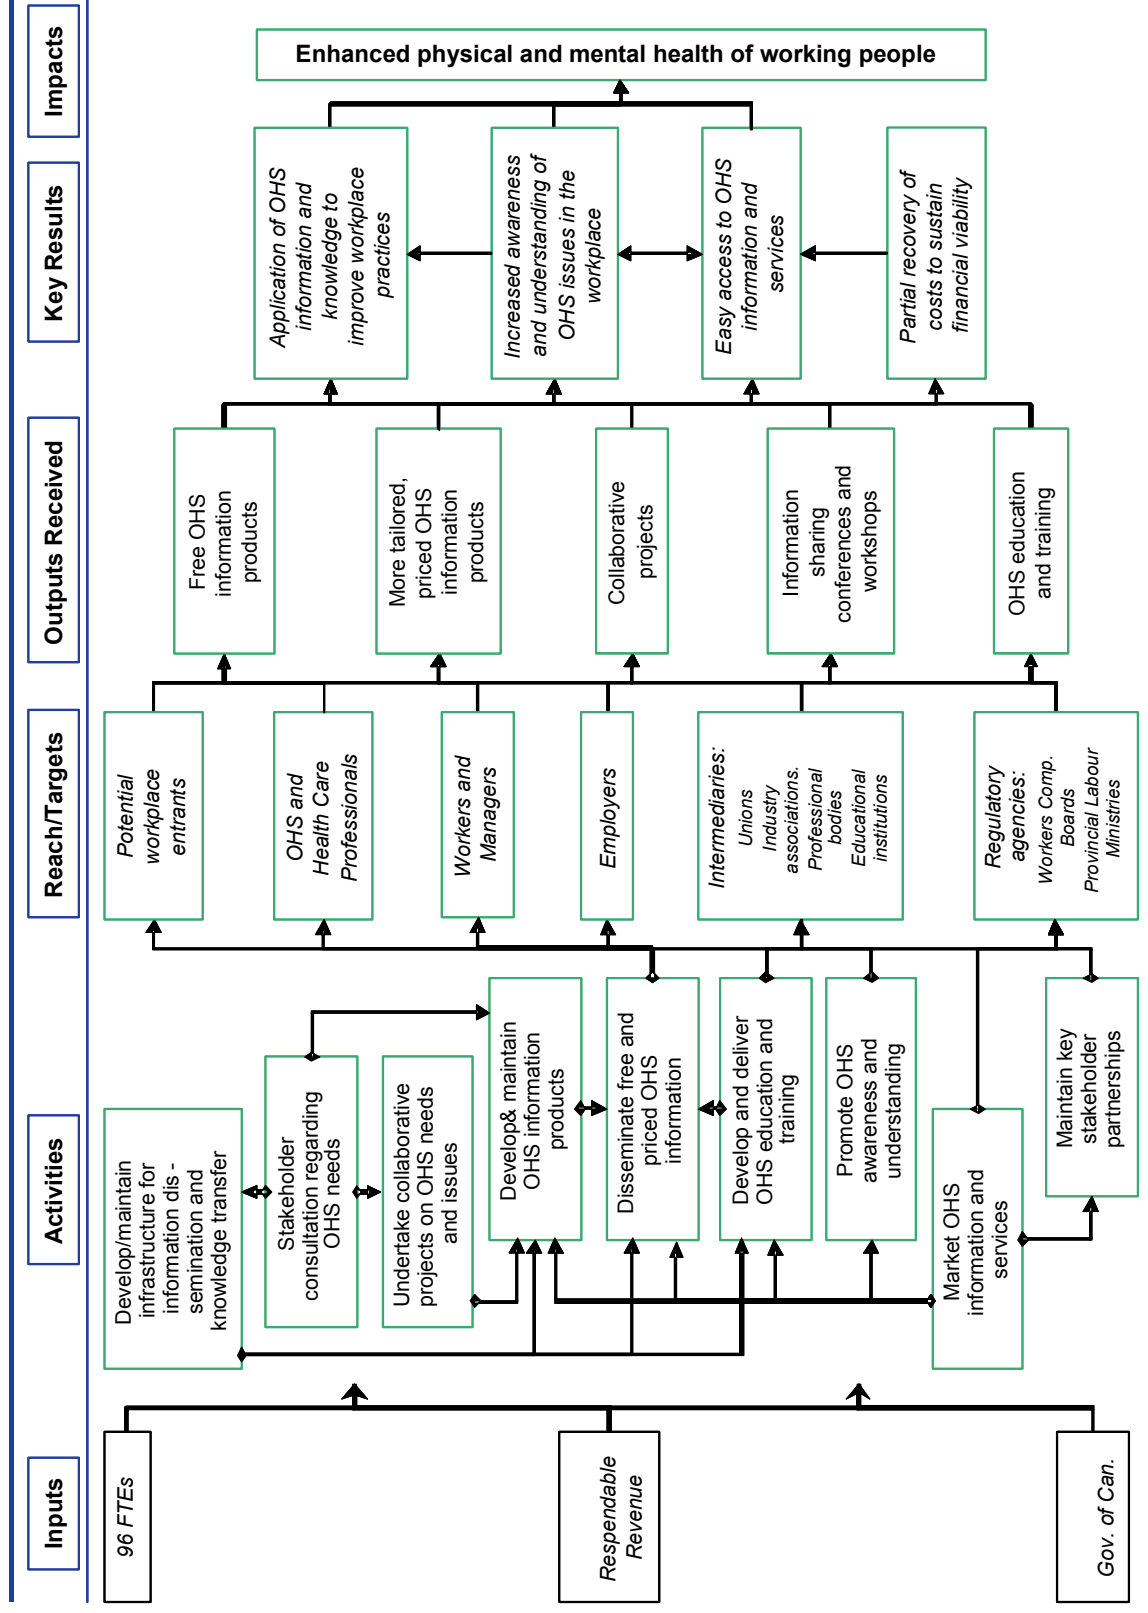 Inputs
Activities
Reach/Targets
Outputs Received
Key Results
Impacts
96 FTEs
Respendable
Revenue
Gov. of Can.
Develop/maintain
infrastructure for
information dis -
semination and
knowledge transfer
Stakeholder
consultation regarding
OHS needs
Undertake collaborative
projects on OHS needs
and issues
Develop& maintain
OHS information
products
Disseminate free and
priced OHS
information
Develop and deliver
OHS education and
training
Promote OHS
awareness and
understanding
Market OHS
information and
services
Maintain key
stakeholder
partnerships
Potential
workplace
entrants
OHS and
Health Care
Professionals
Workers and
Managers
Employers
Intermediaries:
Unions
Industry
associations.
Professional
bodies
Educational
institutions
Regulatory
agencies:
Workers Comp.
Boards
Provincial Labour
Ministries
Free OHS
information
products
More tailored,
priced OHS
information
products
Collaborative
projects
Information
sharing
conferences and
workshops
OHS education
and training
Application of OHS
information and
knowledge to
improve workplace
practices
Increased awareness
and understanding of
OHS issues in the
workplace
Easy access to OHS
information and
services
Partial recovery of
costs to sustain
financial viability
Enhanced physical and mental health of working people